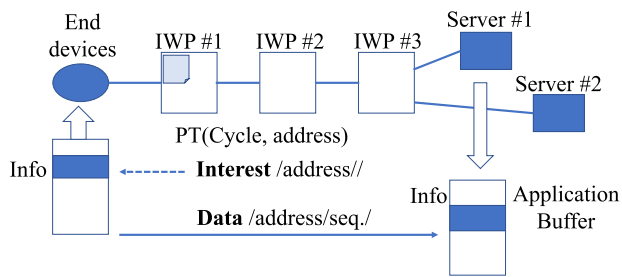 End
devices
IWP #1
IWP #2
IWP #3
Server #1
Server #2
PT(Cycle, address)
Info
Interest /address//
Data /address/seq./
Info
Application
Buffer